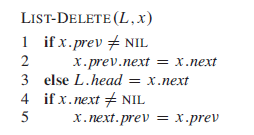 LIST-DELETE(L, x)
1 if x.prev ≠ NIL
2 x.prev.next = x.next
3 else L.head = x.next
4 if x.next ≠ NIL
5 x.next.prev = x.prev